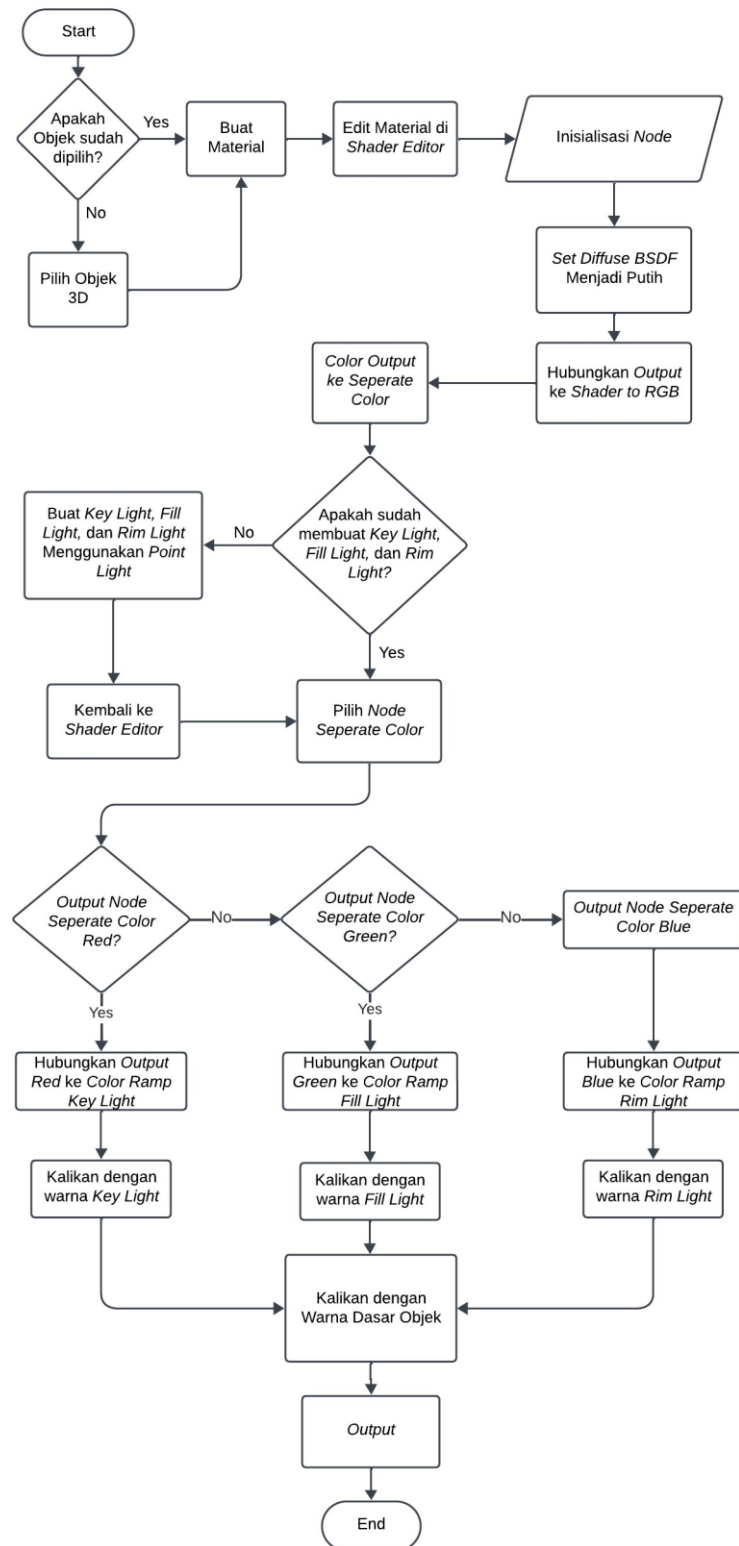 Start
Apakah
Objek sudah
dipilih?
Yes
Buat
Material
Edit Material di
Shader Editor
Inisialisasi Node
No
Pilih Objek
3D
Set Diffuse BSDF
Menjadi Putih
Hubungkan Output
ke Shader to RGB
Color Output
ke Seperate
Color
Apakah sudah
membuat Key Light,
Fill Light, dan Rim
Light?
No
Buat Key Light, Fill
Light, dan Rim Light
Menggunakan Point
Light
Yes
Kembali ke
Shader Editor
Pilih Node
Seperate Color
Output Node
Seperate Color
Red?
No
Output Node
Seperate Color
Green?
No
Output Node Seperate
Color Blue
Yes
Yes
Hubungkan Output
Red ke Color Ramp
Key Light
Hubungkan Output
Green ke Color Ramp
Fill Light
Hubungkan Output
Blue ke Color Ramp
Rim Light
Kalikan dengan
warna Key Light
Kalikan dengan
warna Fill Light
Kalikan dengan
warna Rim Light
Kalikan dengan
Warna Dasar Objek
Output
End